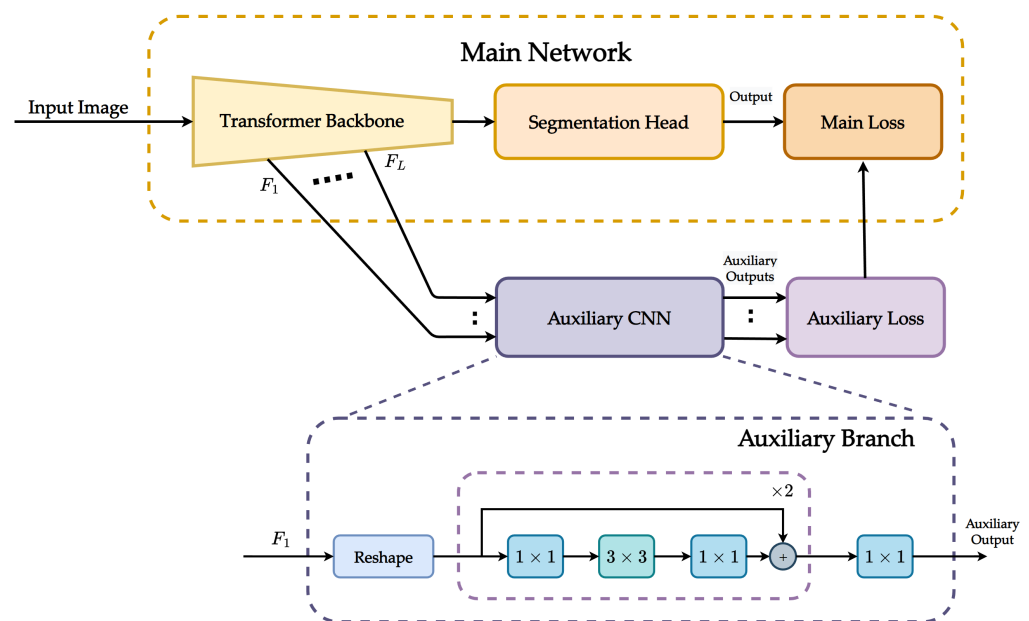 Main Network
Input Image
Transformer Backbone
Segmentation Head
Output
Main Loss
F₁
F_L
Auxiliary
Outputs
Auxiliary CNN
Auxiliary Loss
Auxiliary Branch
×2
F₁
Reshape
1 × 1
3 × 3
1 × 1
+
1 × 1
Auxiliary
Output